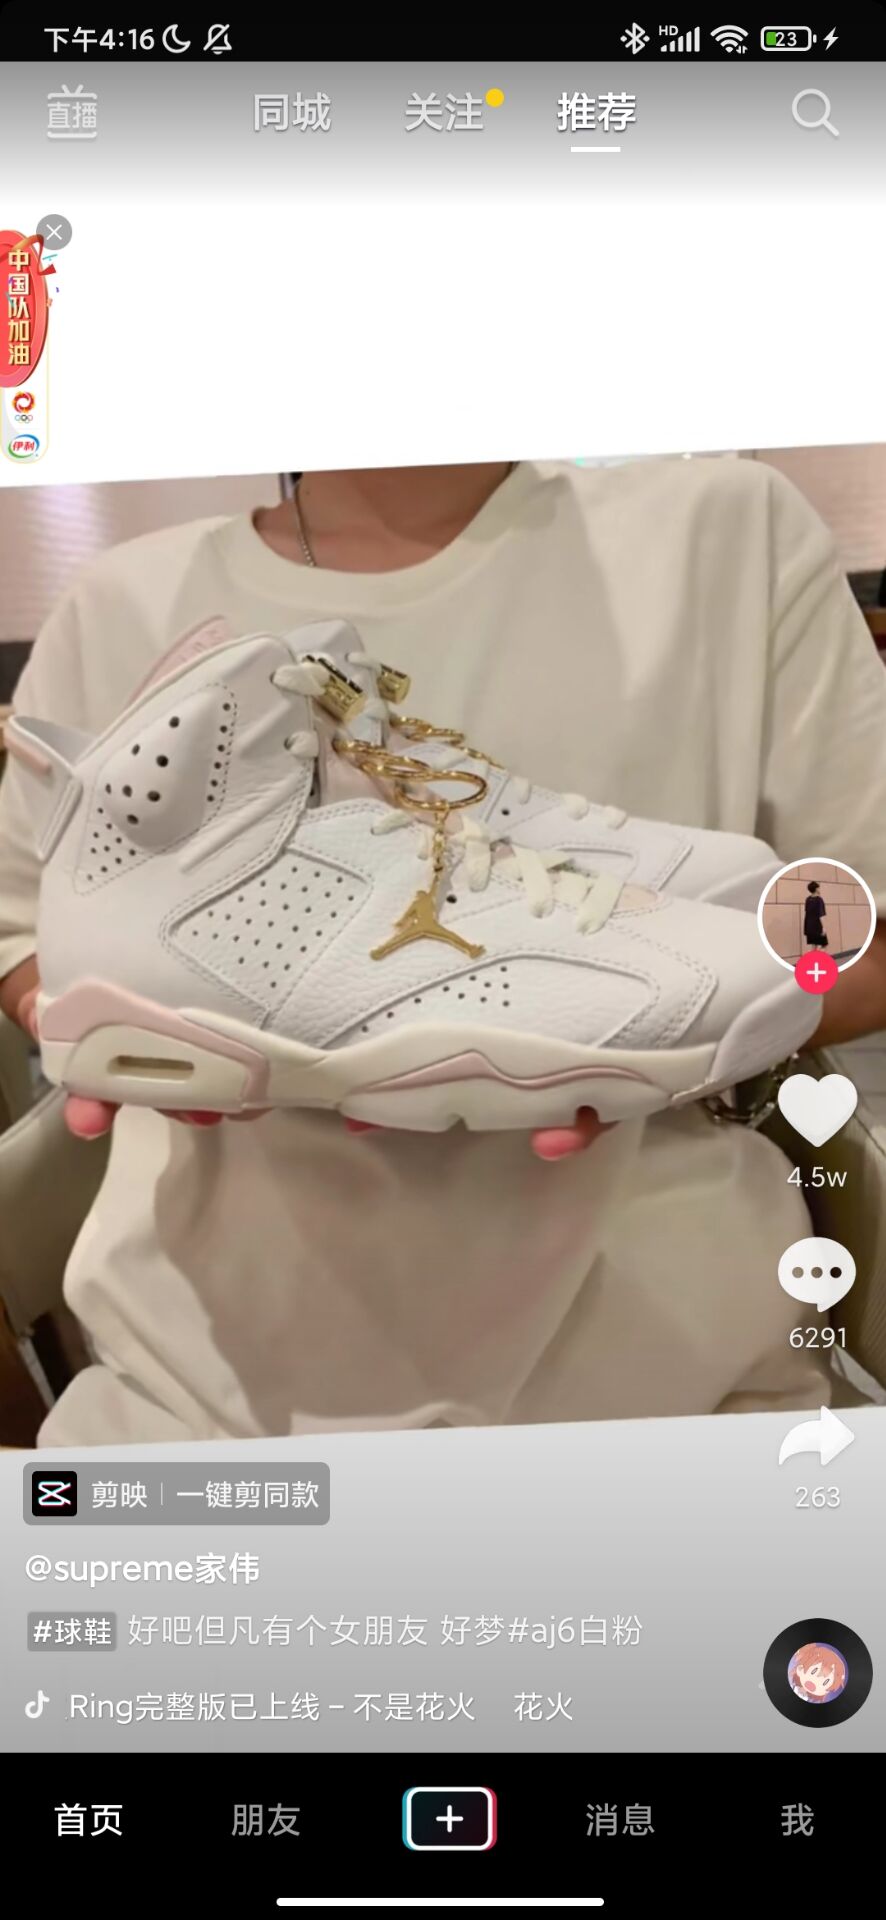 下午4:16
HD
23
直播
同城 关注 推荐
中国队加油
伊利
4.5w
6291
263
剪映 | 一键剪同款
@supreme家伟
#球鞋 好吧但凡有个女朋友 好梦#aj6白粉
Ring完整版已上线 – 不是花火 花火
首页 朋友 消息 我